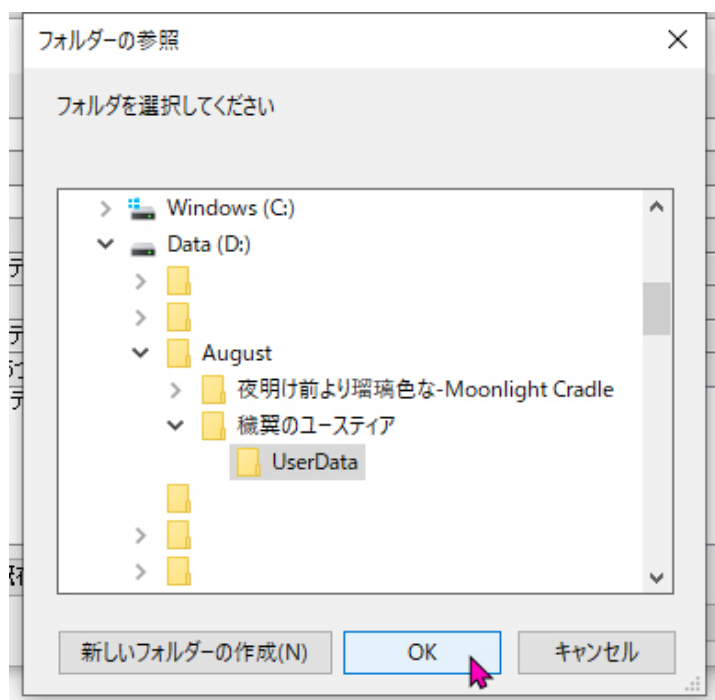 フォルダーの参照
フォルダを選択してください
Windows (C:)
Data (D:)
August
夜明け前より瑠璃色な-Moonlight Cradle
穢翼のユースティア
UserData
新しいフォルダーの作成(N)
OK
キャンセル